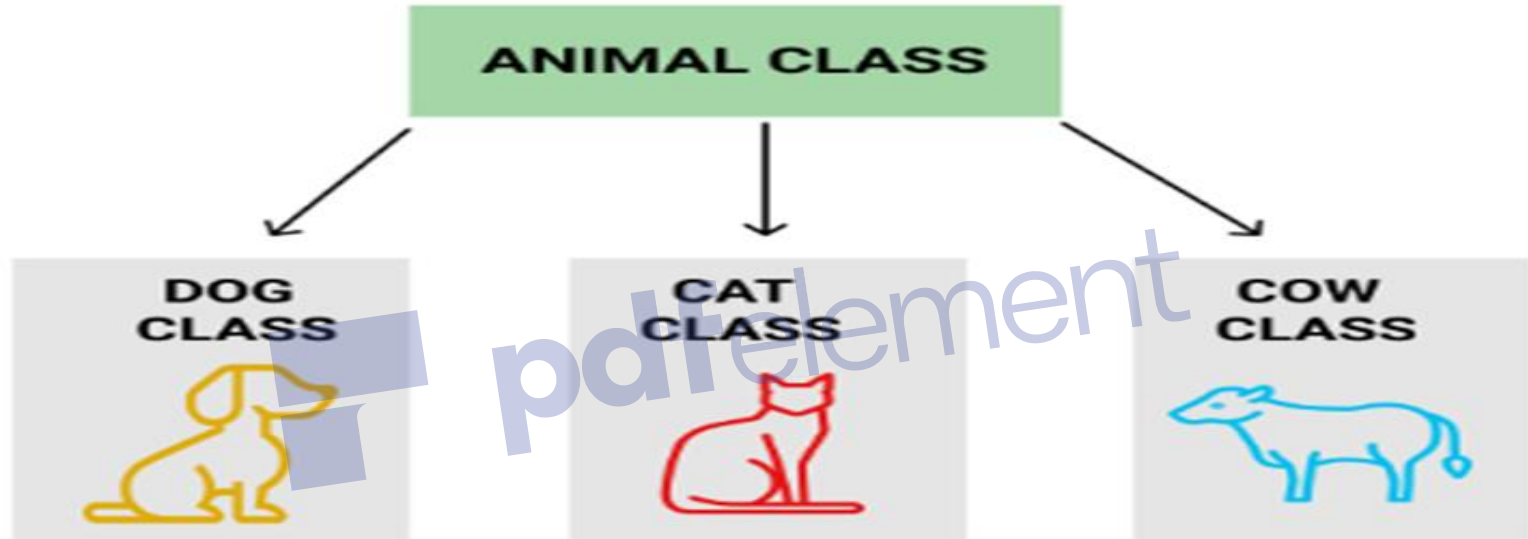 ANIMAL CLASS
DOG
CLASS
CAT
CLASS
COW
CLASS
pdfelement